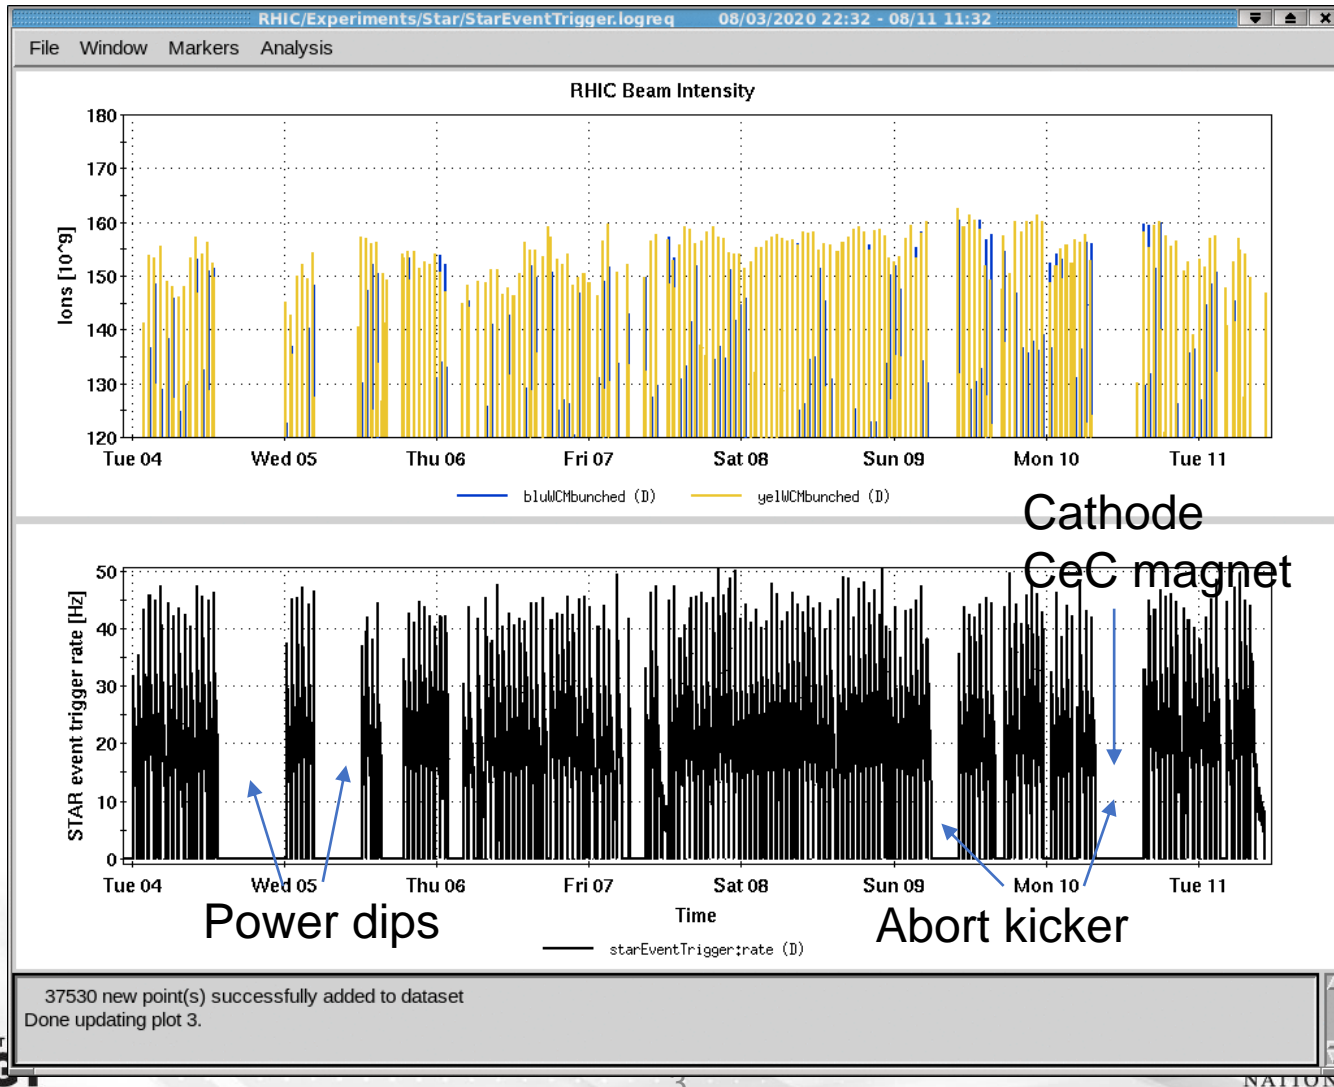 RHIC/Experiments/Star/StarEventTrigger.logreq 08/03/2020 22:32 - 08/11 11:32
File Window Markers Analysis
RHIC Beam Intensity
Ions [10^9]
180
170
160
150
140
130
120
Tue 04 Wed 05 Thu 06 Fri 07 Sat 08 Sun 09 Mon 10 Tue 11
bluWCMbunched (D) yelWCMbunched (D)
Cathode
CeC magnet
STAR event trigger rate [Hz]
50
40
30
20
10
0
Tue 04 Wed 05 Thu 06 Fri 07 Sat 08 Sun 09 Mon 10 Tue 11
Power dips
Time
Abort kicker
starEventTrigger:rate (D)
37530 new point(s) successfully added to dataset
Done updating plot 3.